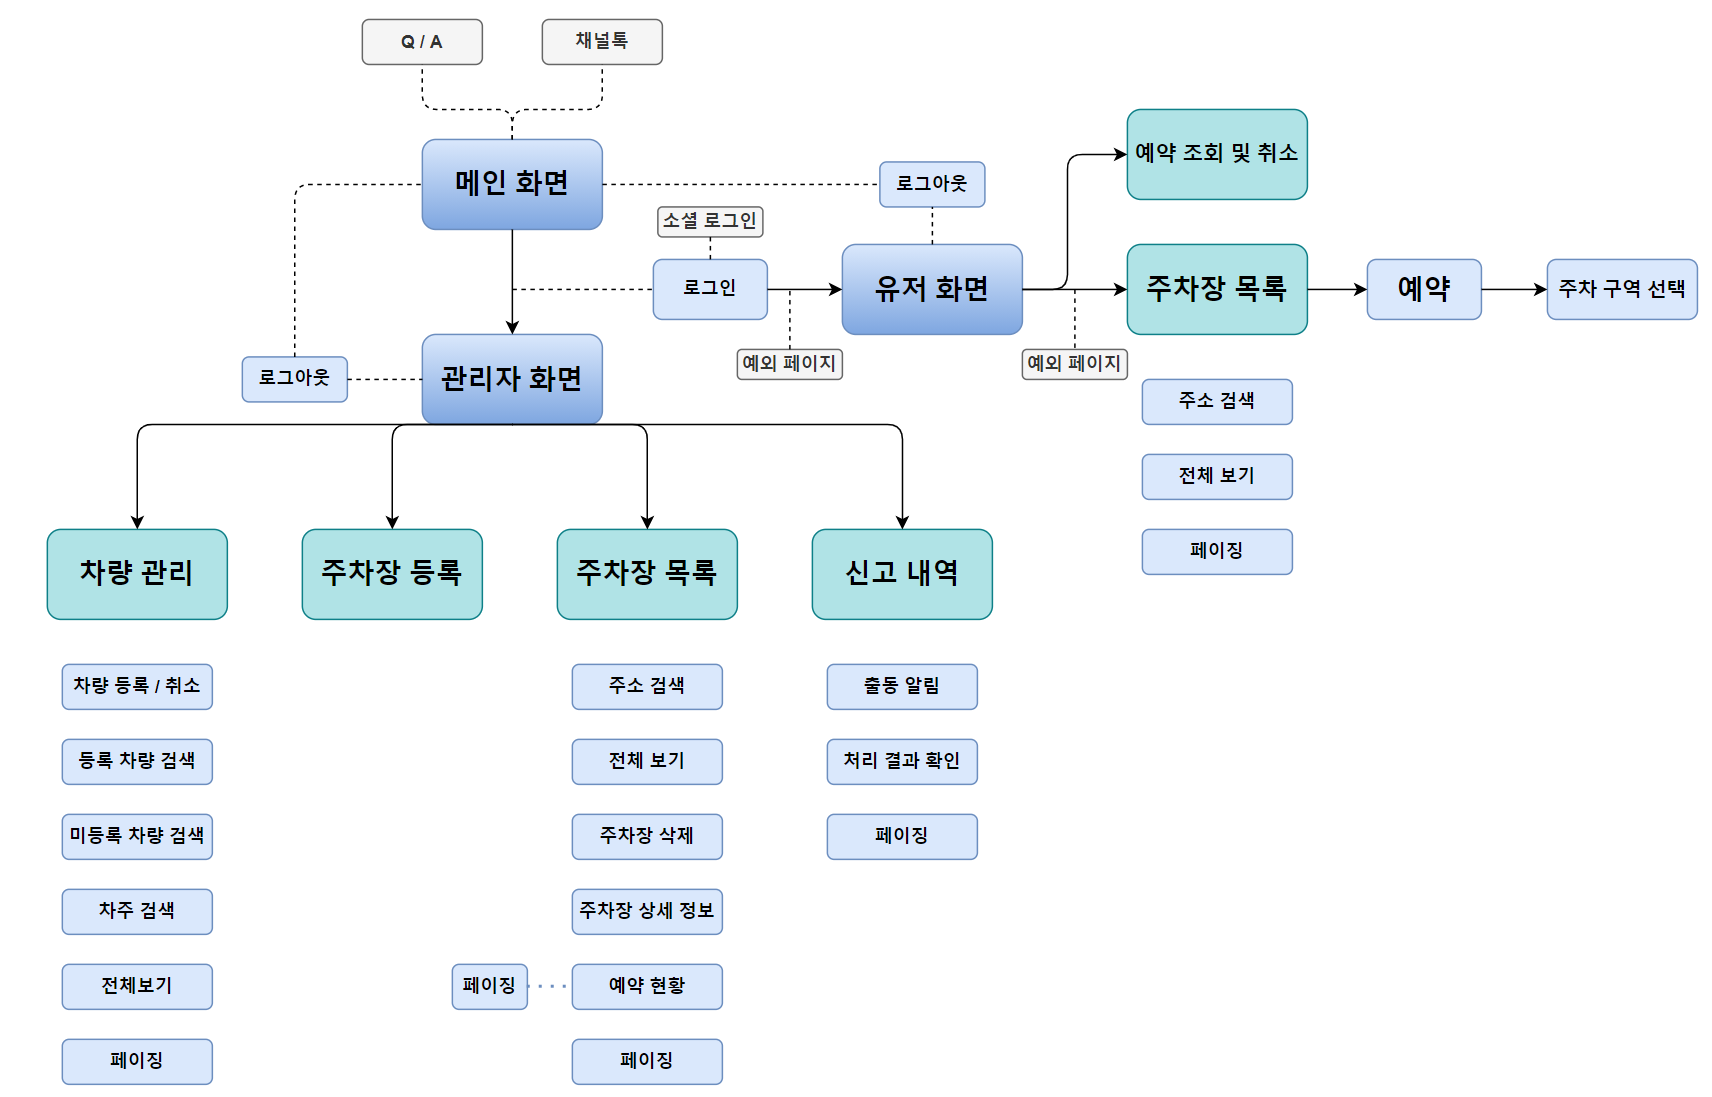 Q / A
채널톡
메인 화면
로그아웃
예약 조회 및 취소
소셜 로그인
로그인
유저 화면
주차장 목록
예약
주차 구역 선택
예외 페이지
예외 페이지
로그아웃
관리자 화면
주소 검색
전체 보기
페이징
차량 관리
주차장 등록
주차장 목록
신고 내역
차량 등록 / 취소
등록 차량 검색
미등록 차량 검색
차주 검색
전체보기
페이징
주소 검색
전체 보기
주차장 삭제
주차장 상세 정보
페이징
예약 현황
페이징
출동 알림
처리 결과 확인
페이징